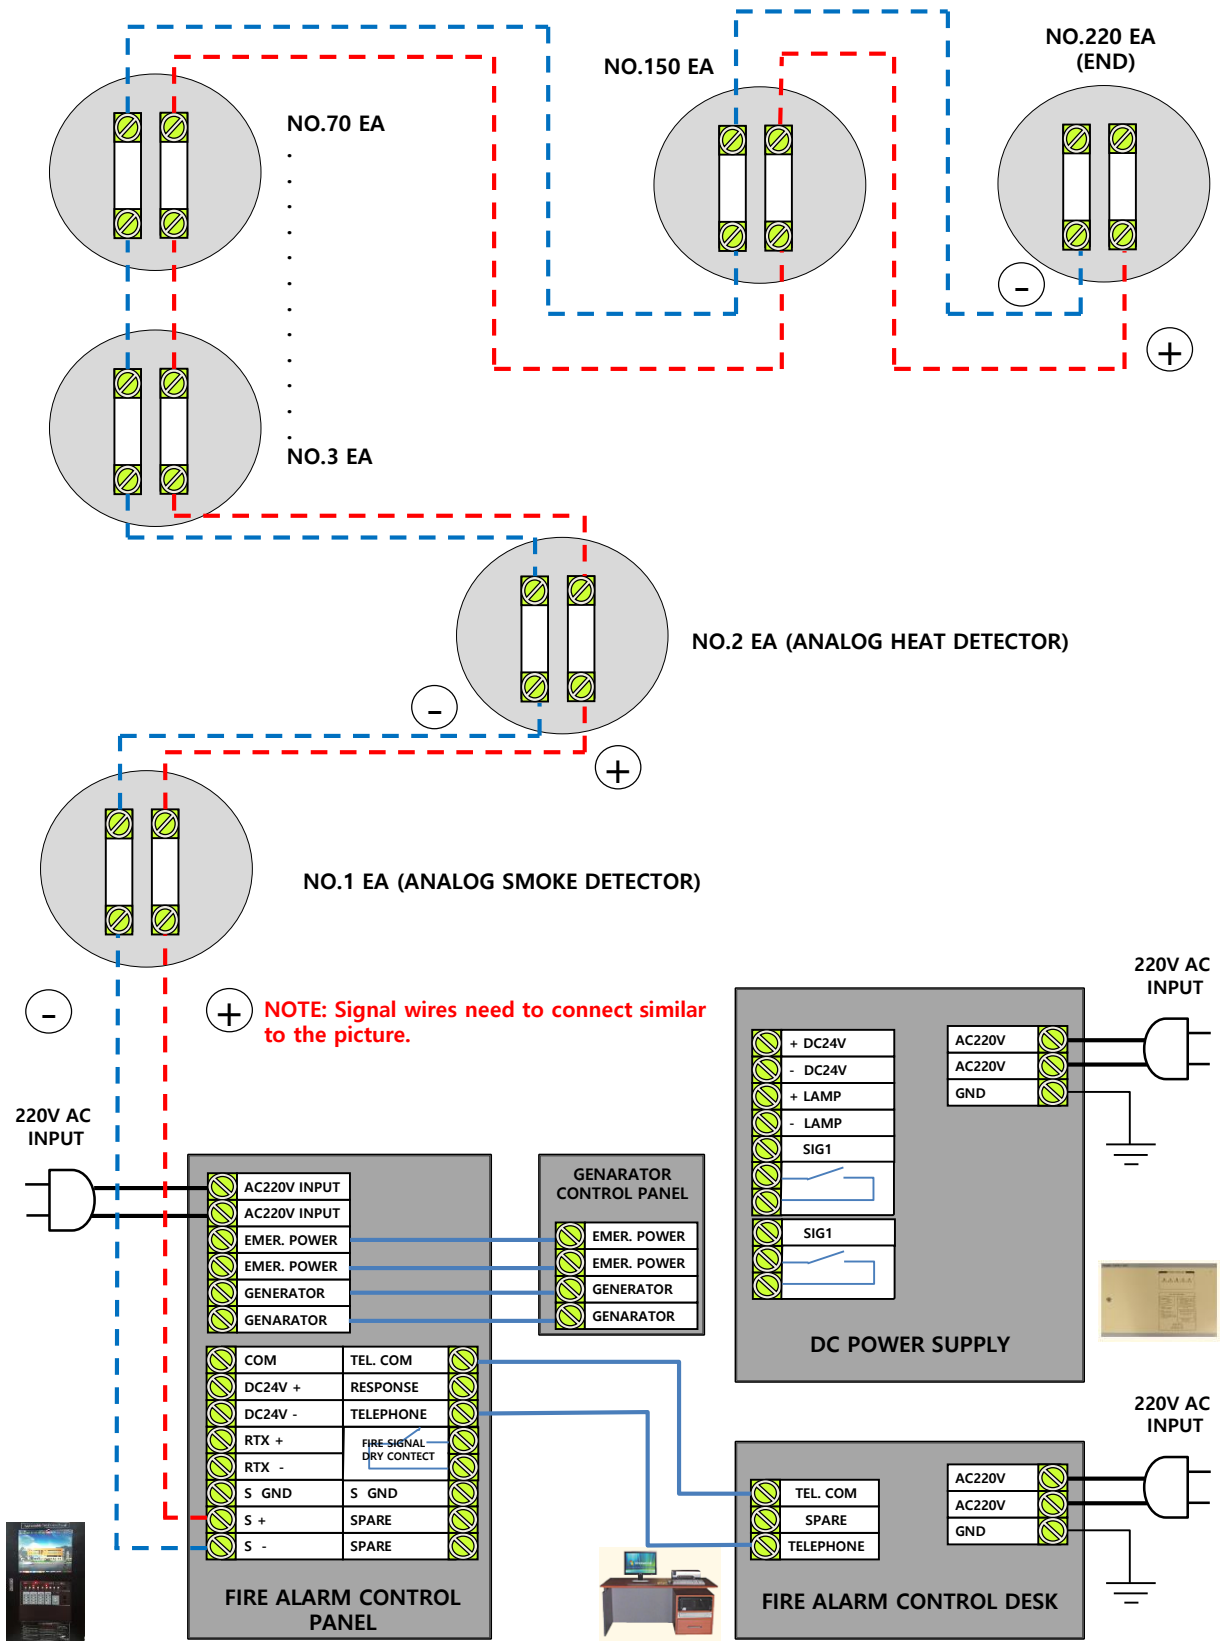 NO.220 EA
(END)
NO.150 EA
NO.70 EA
NO.3 EA
-
+
NO.2 EA (ANALOG HEAT DETECTOR)
-
+
NO.1 EA (ANALOG SMOKE DETECTOR)
-
+
NOTE: Signal wires need to connect similar
to the picture.
220V AC
INPUT
AC220V INPUT
AC220V INPUT
EMER. POWER
EMER. POWER
GENERATOR
GENARATOR
COM TEL. COM
DC24V + RESPONSE
DC24V - TELEPHONE
RTX + FIRE SIGNAL
DRY CONTECT
RTX -
S GND S GND
S + SPARE
S - SPARE
FIRE ALARM CONTROL
PANEL
GENARATOR
CONTROL PANEL
EMER. POWER
EMER. POWER
GENERATOR
GENARATOR
220V AC
INPUT
+ DC24V
- DC24V
+ LAMP
- LAMP
SIG1
SIG1
AC220V
AC220V
GND
DC POWER SUPPLY
220V AC
INPUT
TEL. COM
SPARE
TELEPHONE
AC220V
AC220V
GND
FIRE ALARM CONTROL DESK